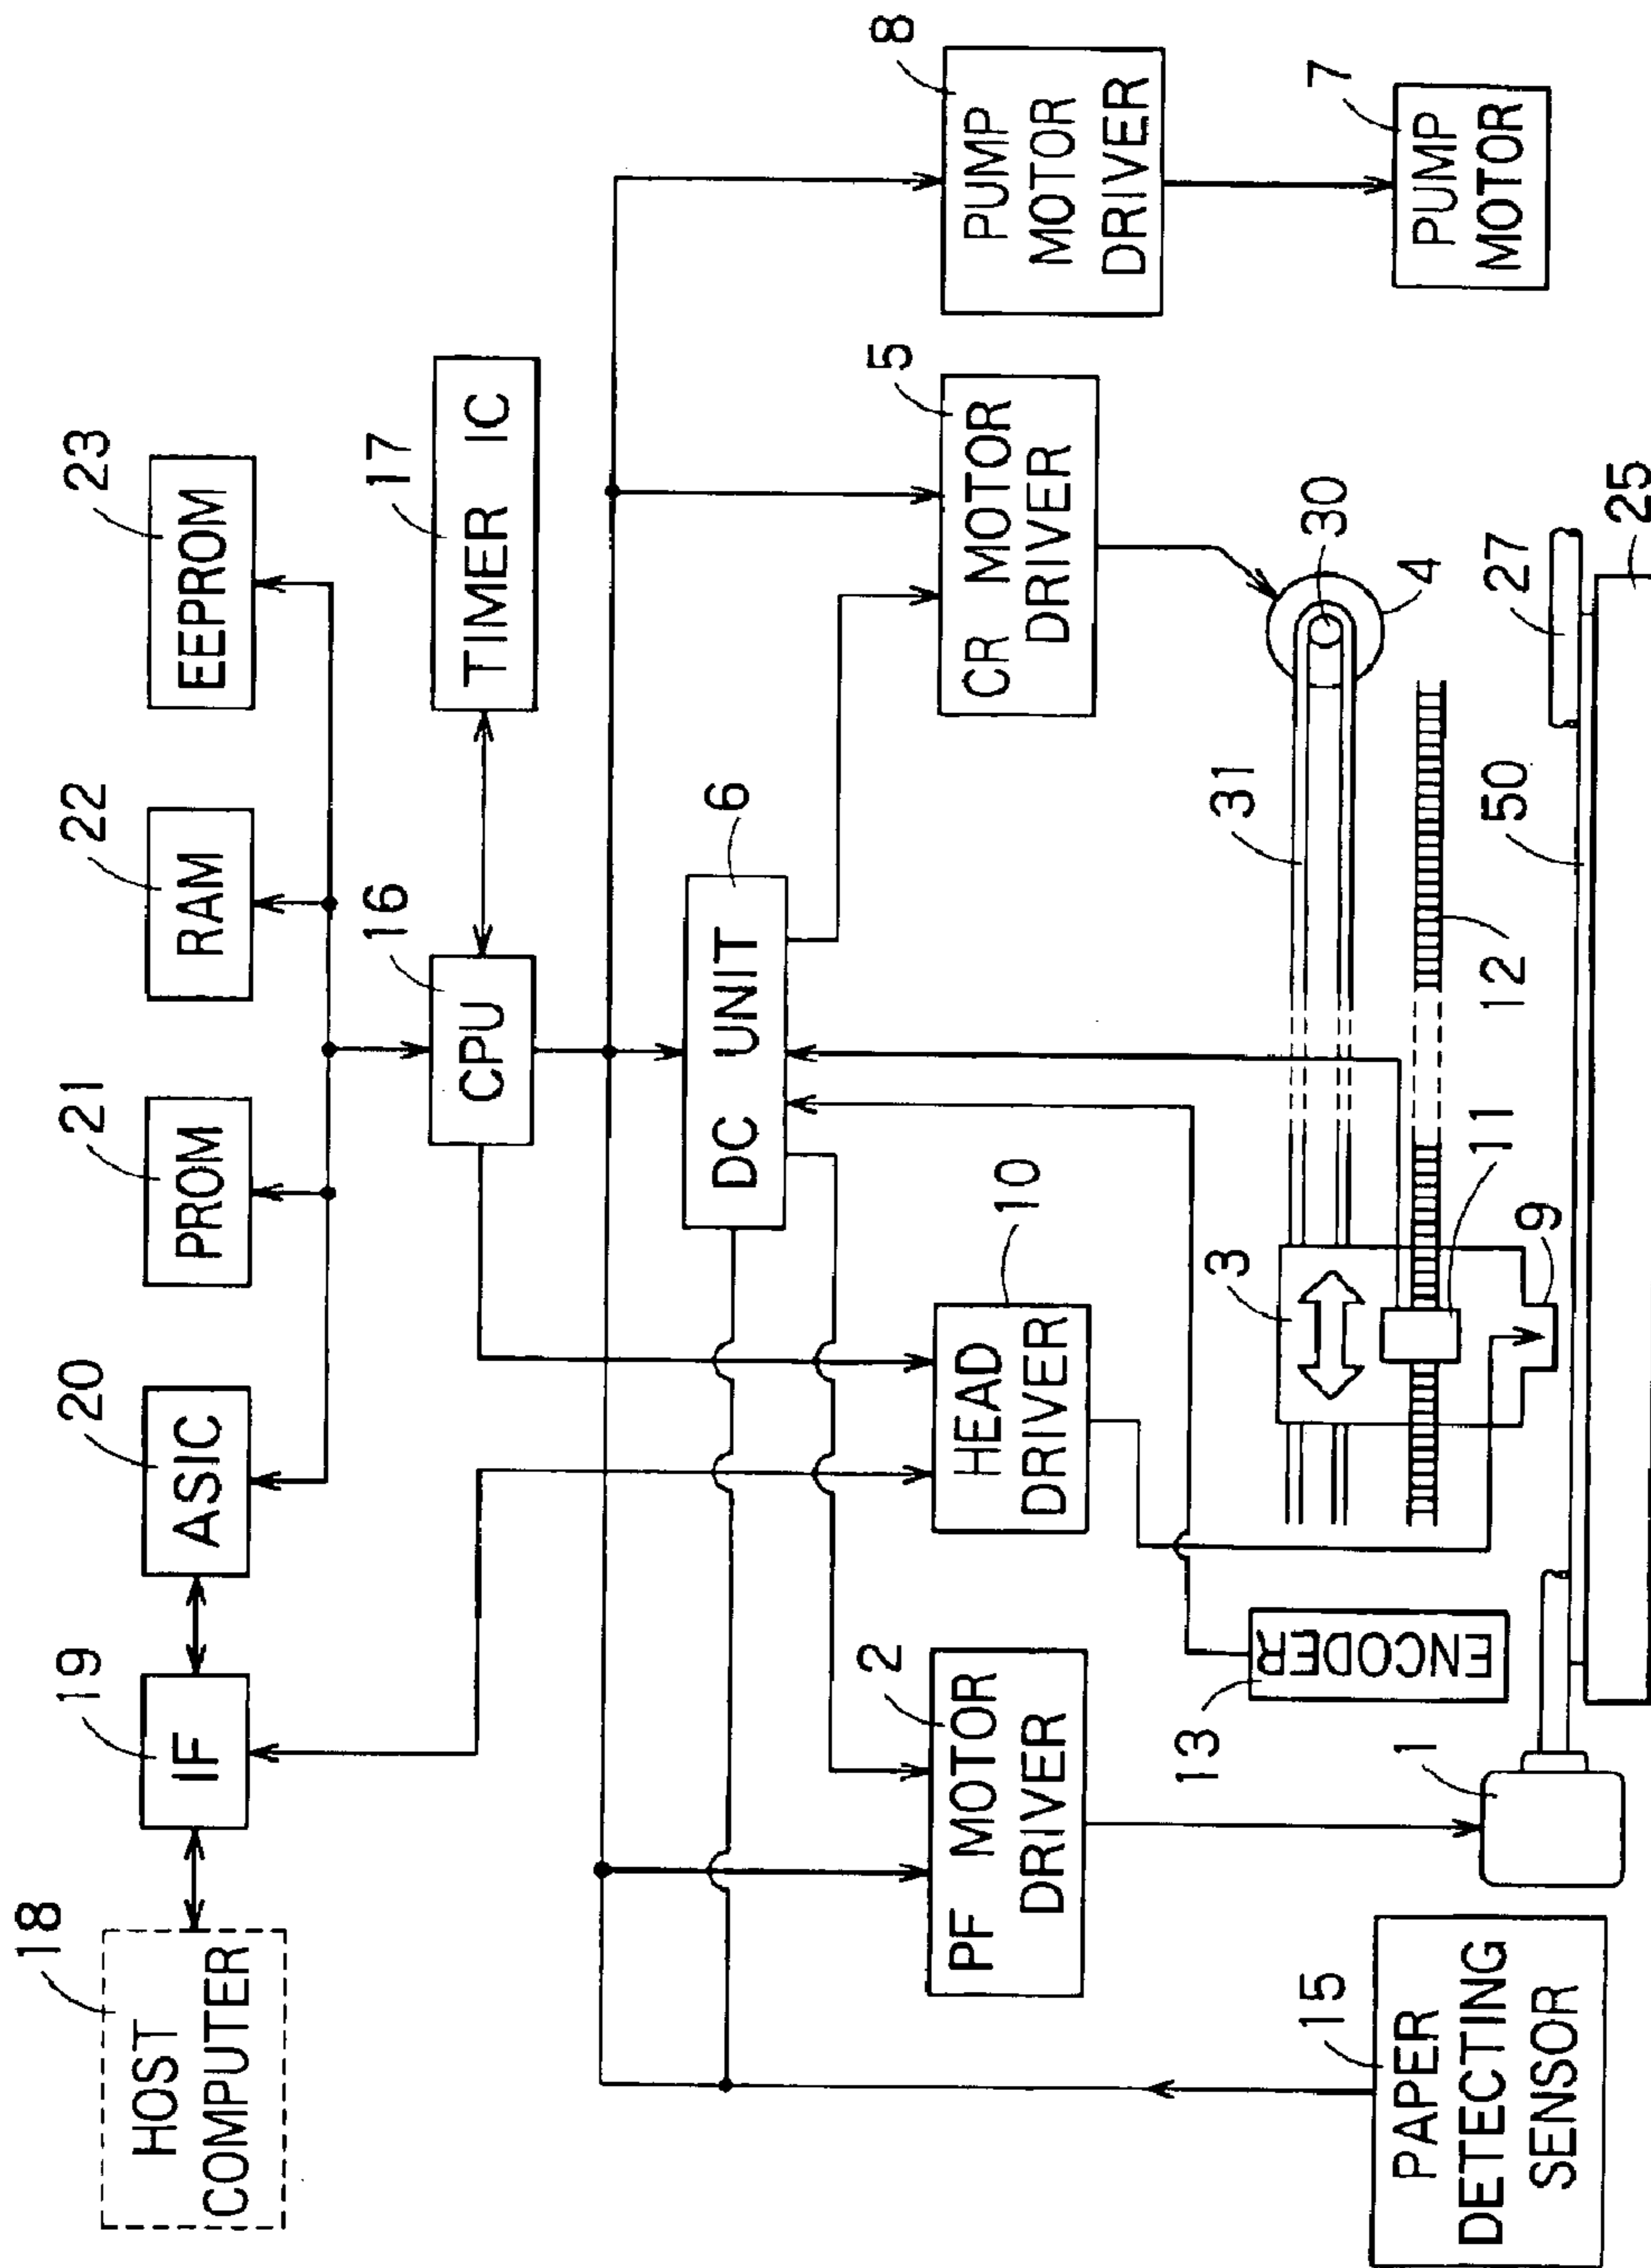 18
HOST
COMPUTER
19
IF
20
ASIC
21
PROM
22
RAM
23
EEPROM
16
CPU
17
TIMER IC
6
DC UNIT
2
PF MOTOR
DRIVER
10
HEAD
DRIVER
5
CR MOTOR
DRIVER
8
PUMP
MOTOR
DRIVER
15
PAPER
DETECTING
SENSOR
1
13
ENCODER
3
9
11
12
31
30
4
50
27
25
7
PUMP
MOTOR